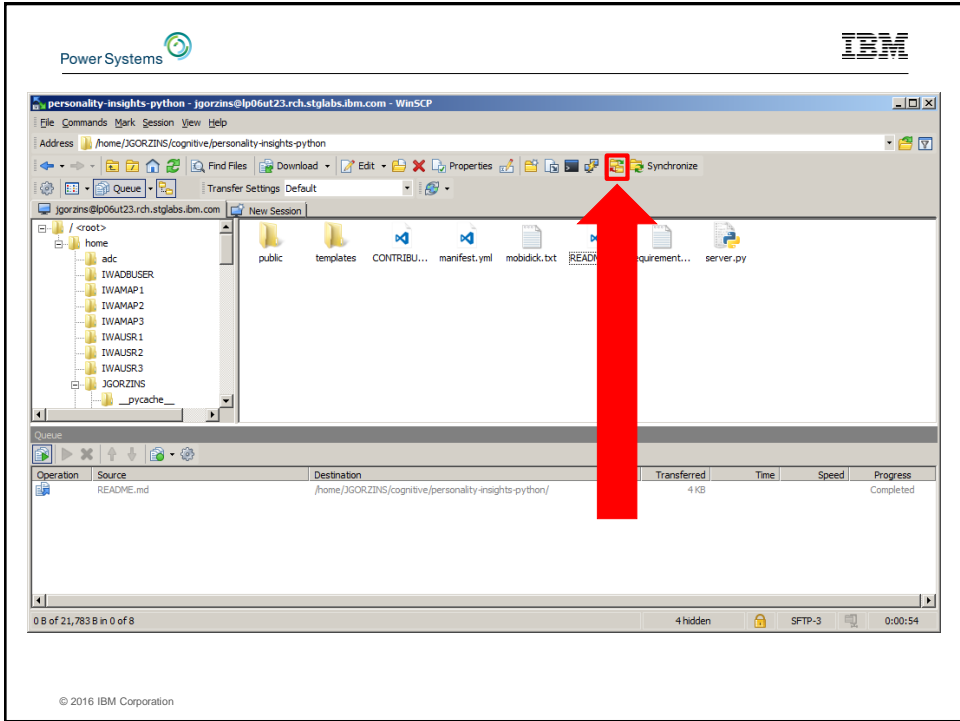 Power Systems
IBM
personality-insights-python - jgorzins@lp06ut23.rch.stglabs.ibm.com - WinSCP
File Commands Mark Session View Help
Address /home/JGORZINS/cognitive/personality-insights-python
Find Files Download Edit Properties Synchronize
Queue Transfer Settings Default
jgorzins@lp06ut23.rch.stglabs.ibm.com New Session
/ <root>
home
adc
IWADBUSER
IWAMAP1
IWAMAP2
IWAMAP3
IWAUSR1
IWAUSR2
IWAUSR3
JGORZINS
__pycache__
public templates CONTRIBU... manifest.yml mobidick.txt server.py
Queue
Operation Source Destination Transferred Time Speed Progress
README.md /home/JGORZINS/cognitive/personality-insights-python/ 4 KB Completed
0 B of 21,783 B in 0 of 8 4 hidden SFTP-3 0:00:54
© 2016 IBM Corporation